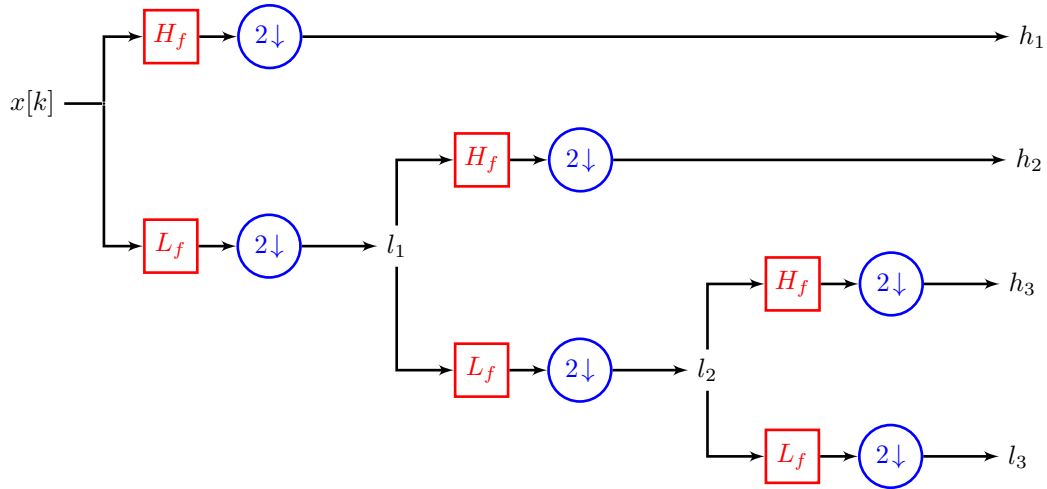 H_f 2↓ h_1
x[k]
H_f 2↓ h_2
L_f 2↓ l_1
H_f 2↓ h_3
L_f 2↓ l_2
L_f 2↓ l_3